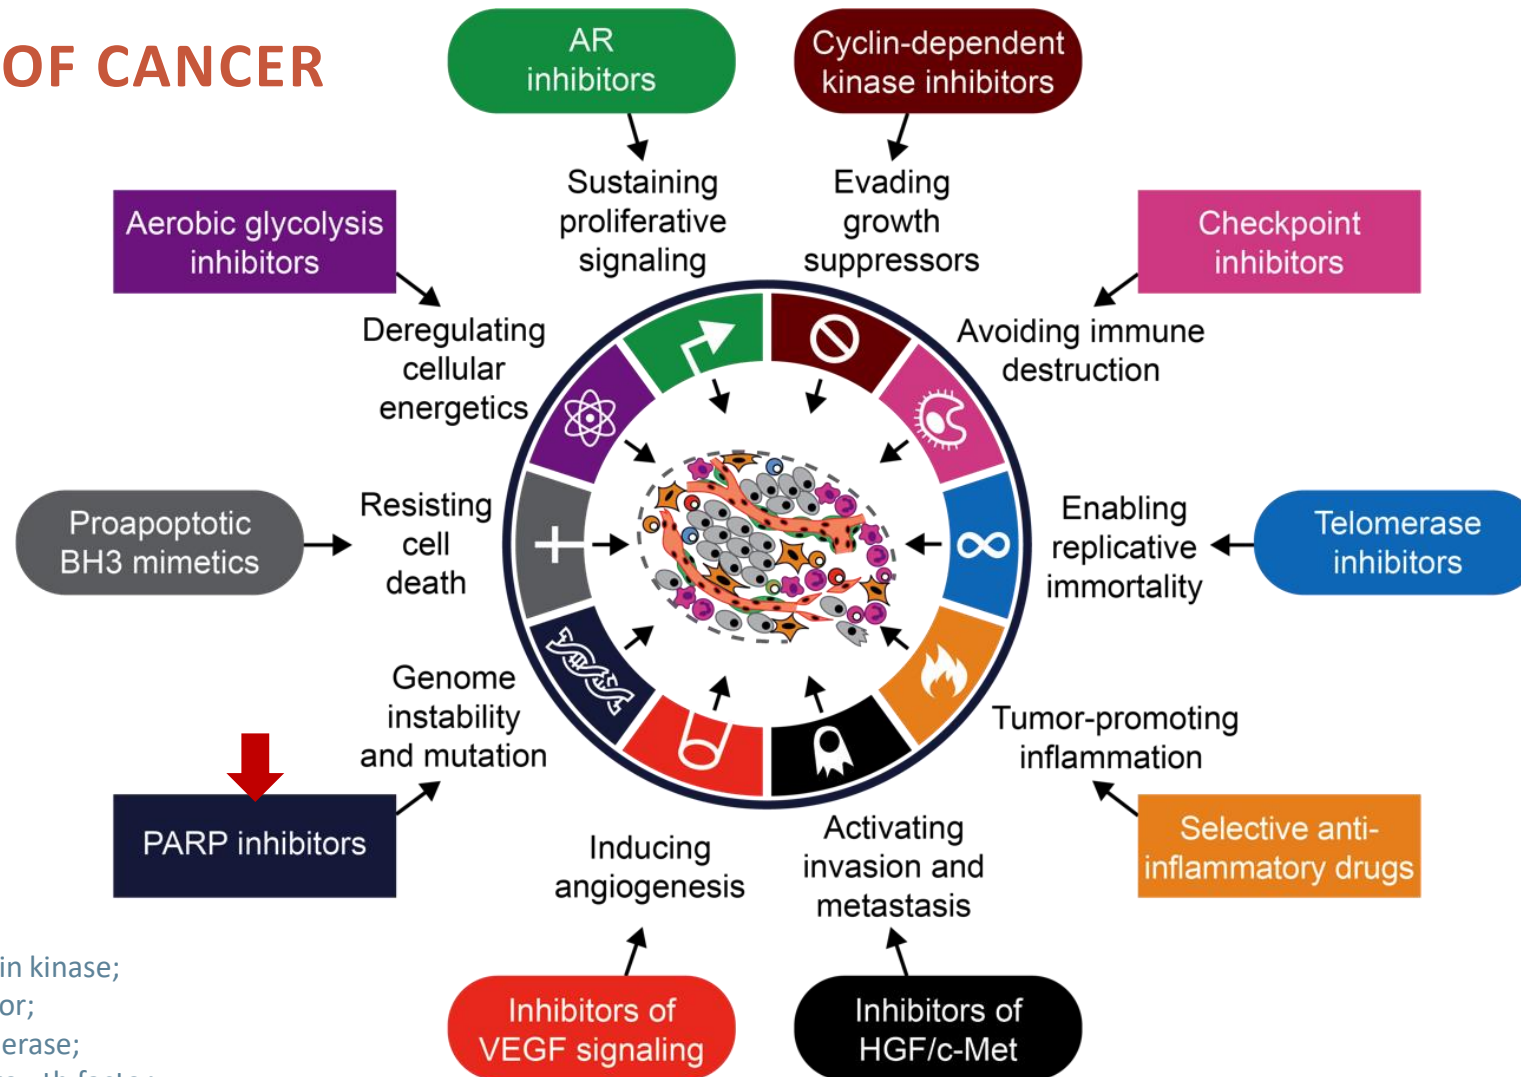 OF CANCER
AR
inhibitors
Cyclin-dependent
kinase inhibitors
Sustaining
proliferative
signaling
Evading
growth
suppressors
Aerobic glycolysis
inhibitors
Checkpoint
inhibitors
Deregulating
cellular
energetics
Avoiding immune
destruction
Proapoptotic
BH3 mimetics
Resisting
cell
death
Enabling
replicative
immortality
Telomerase
inhibitors
Genome
instability
and mutation
Tumor-promoting
inflammation
PARP inhibitors
Selective anti-
inflammatory drugs
Inducing
angiogenesis
Activating
invasion and
metastasis
Inhibitors of
VEGF signaling
Inhibitors of
HGF/c-Met
in kinase;
or;
erase;
factor